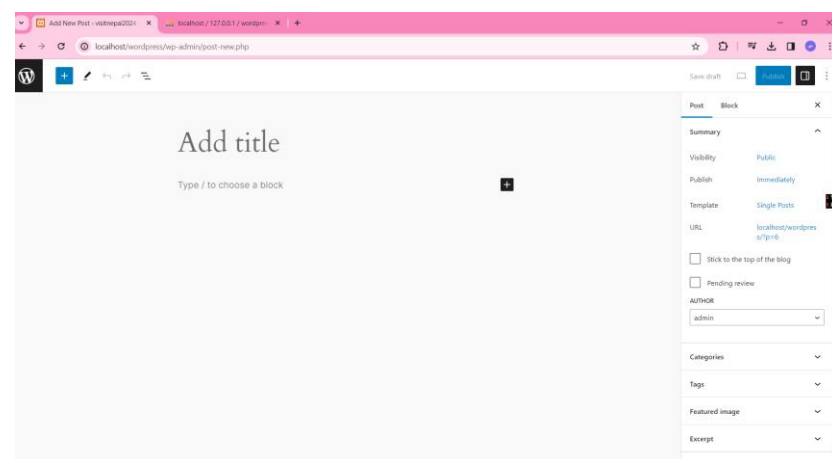 Add New Post ‹ visitnepal2024
localhost / 127.0.0.1 / wordpre
localhost/wordpress/wp-admin/post-new.php
Save draft
Publish
Post Block
Summary
Add title
Visibility Public
Type / to choose a block
Publish Immediately
Template Single Posts
URL localhost/wordpres
s/?p=6
Stick to the top of the blog
Pending review
AUTHOR
admin
Categories
Tags
Featured image
Excerpt